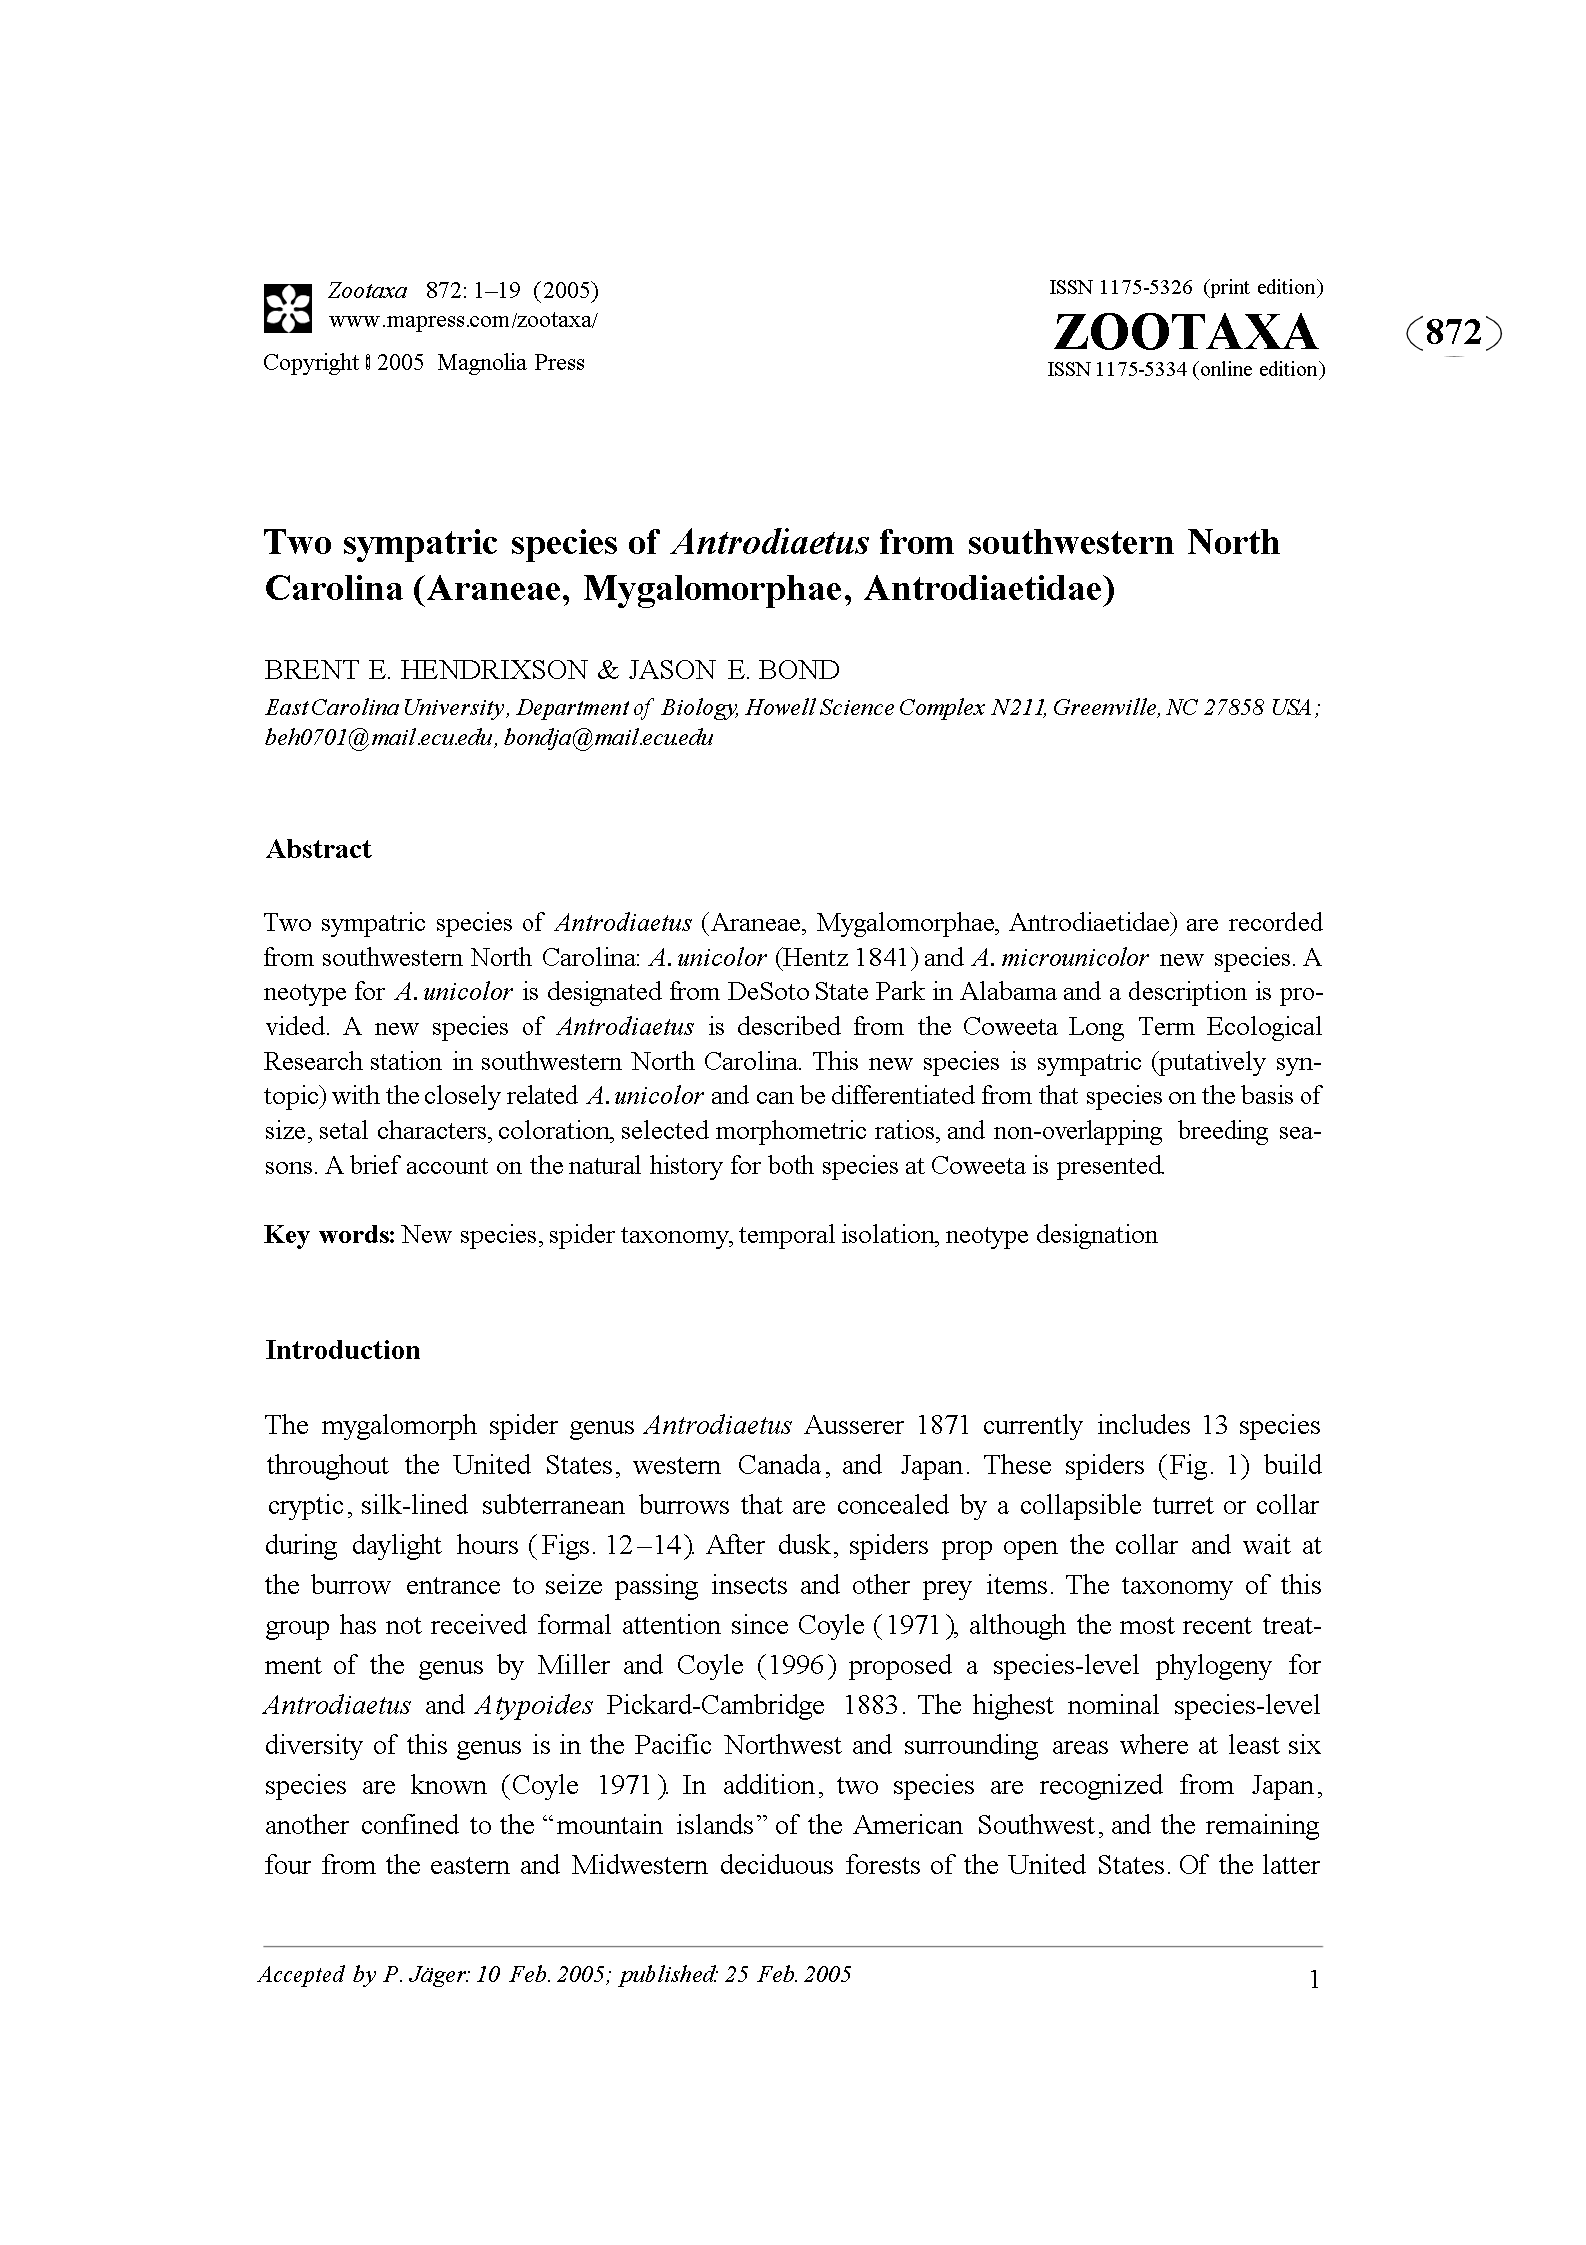 Zootaxa 872: 1–19 (2005)
www.mapress.com/zootaxa/
Copyright © 2005 Magnolia Press
ISSN 1175-5326 (print edition)
ZOOTAXA
ISSN 1175-5334 (online edition)
(872)
Two sympatric species of Antrodiaetus from southwestern North
Carolina (Araneae, Mygalomorphae, Antrodiaetidae)
BRENT E. HENDRIXSON & JASON E. BOND
East Carolina University, Department of Biology, Howell Science Complex N211, Greenville, NC 27858 USA;
beh0701@mail.ecu.edu, bondja@mail.ecu.edu
Abstract
Two sympatric species of Antrodiaetus (Araneae, Mygalomorphae, Antrodiaetidae) are recorded
from southwestern North Carolina: A. unicolor (Hentz 1841) and A. microunicolor new species. A
neotype for A. unicolor is designated from DeSoto State Park in Alabama and a description is pro-
vided. A new species of Antrodiaetus is described from the Coweeta Long Term Ecological
Research station in southwestern North Carolina. This new species is sympatric (putatively syn-
topic) with the closely related A. unicolor and can be differentiated from that species on the basis of
size, setal characters, coloration, selected morphometric ratios, and non-overlapping breeding sea-
sons. A brief account on the natural history for both species at Coweeta is presented.
Key words: New species, spider taxonomy, temporal isolation, neotype designation
Introduction
The mygalomorph spider genus Antrodiaetus Ausserer 1871 currently includes 13 species
throughout the United States, western Canada, and Japan. These spiders (Fig. 1) build
cryptic, silk-lined subterranean burrows that are concealed by a collapsible turret or collar
during daylight hours (Figs. 12–14). After dusk, spiders prop open the collar and wait at
the burrow entrance to seize passing insects and other prey items. The taxonomy of this
group has not received formal attention since Coyle (1971), although the most recent treat-
ment of the genus by Miller and Coyle (1996) proposed a species-level phylogeny for
Antrodiaetus and Atypoides Pickard-Cambridge 1883. The highest nominal species-level
diversity of this genus is in the Pacific Northwest and surrounding areas where at least six
species are known (Coyle 1971). In addition, two species are recognized from Japan,
another confined to the “mountain islands” of the American Southwest, and the remaining
four from the eastern and Midwestern deciduous forests of the United States. Of the latter
Accepted by P. Jäger: 10 Feb. 2005; published: 25 Feb. 2005
1